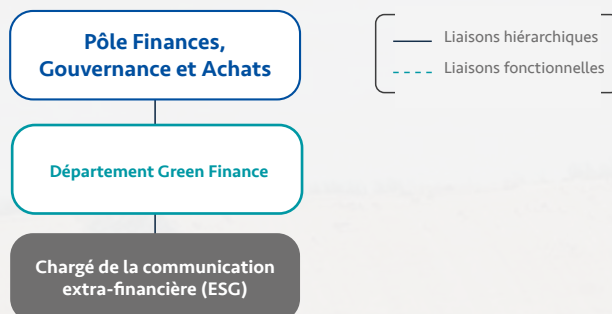 Pôle Finances,
Gouvernance et Achats
Liaisons hiérarchiques
Liaisons fonctionnelles
Département Green Finance
Chargé de la communication
extra-financière (ESG)